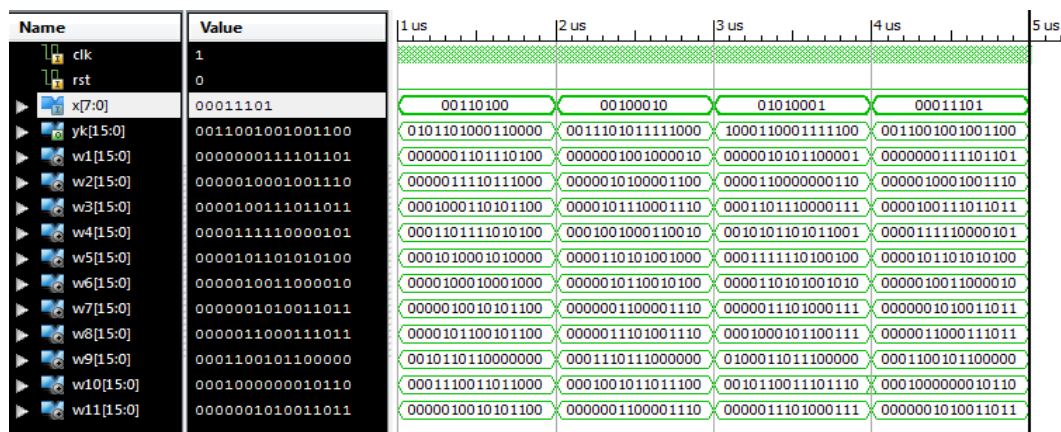 Name Value 1 us 2 us 3 us 4 us 5 us
clk 1
rst 0
x[7:0] 00011101 00110100 00100010 01010001 00011101
yk[15:0] 0011001001001100 0101101000110000 0011101011111000 1000110001111100 0011001001001100
w1[15:0] 0000000111101101 0000001101110100 0000001001000010 0000010101100001 0000000111101101
w2[15:0] 0000010001001110 0000011110111000 0000010100001100 0000110000000110 0000010001001110
w3[15:0] 0000100111011011 0001000110101100 0000101110001110 0001101110000111 0000100111011011
w4[15:0] 0000111110000101 0001101111010100 0001001000110010 0010101101011001 0000111110000101
w5[15:0] 0000101101010100 0001010001010000 0000110101001000 0001111110100100 0000101101010100
w6[15:0] 0000010011000010 0000100010001000 0000010110010100 0000110101001010 0000010011000010
w7[15:0] 0000001010011011 0000010010101100 0000001100001110 0000011101000111 0000001010011011
w8[15:0] 0000011000111011 0000101100101100 0000011101001110 0001000101100111 0000011000111011
w9[15:0] 0001100101100000 0010110110000000 0001110111000000 0100011011100000 0001100101100000
w10[15:0] 0001000000010110 0001110011011000 0001001011011100 0010110011101110 0001000000010110
w11[15:0] 0000001010011011 0000010010101100 0000001100001110 0000011101000111 0000001010011011